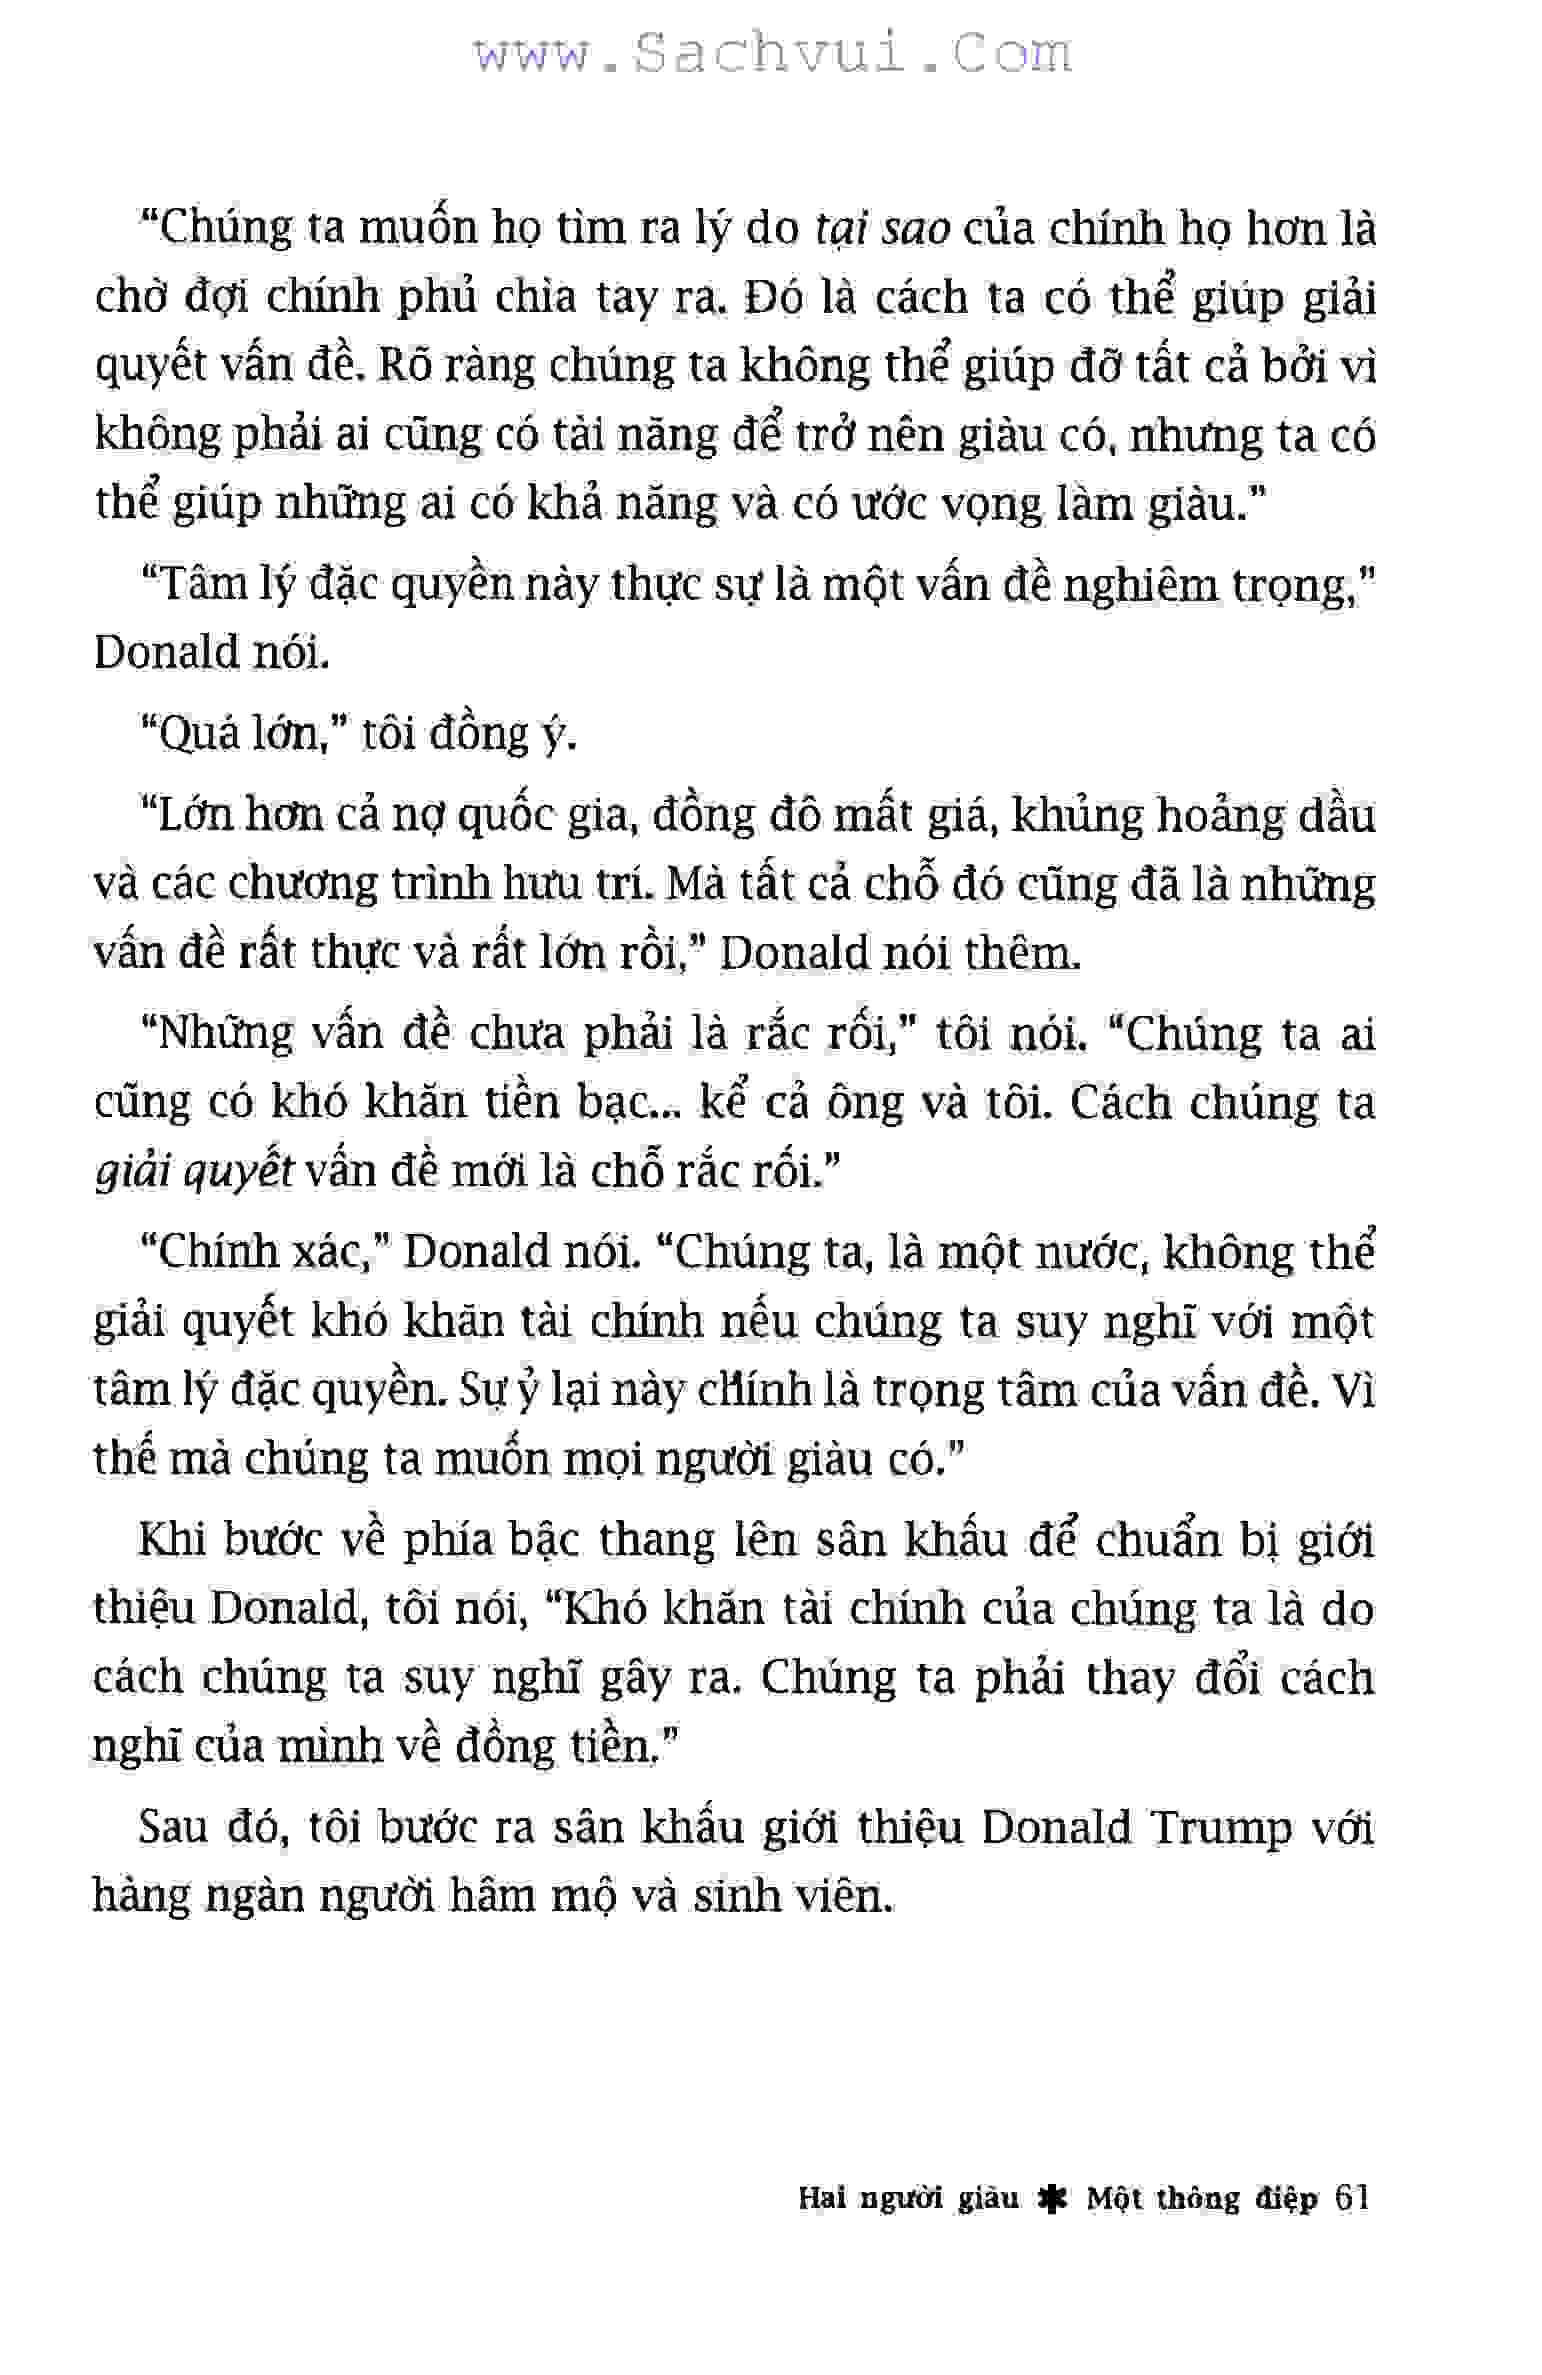 www.Sachvui.Com
“Chúng ta muốn họ tìm ra lý do tại sao của chính họ hơn là
chờ đợi chính phủ chìa tay ra. Đó là cách ta có thể giúp giải
quyết vấn đề. Rõ ràng chúng ta không thể giúp đỡ tất cả bởi vì
không phải ai cũng có tài năng để trở nên giàu có, nhưng ta có
thể giúp những ai có khả năng và có ước vọng làm giàu.”
“Tâm lý đặc quyền này thực sự là một vấn đề nghiêm trọng,”
Donald nói.
“Quá lớn,” tôi đồng ý.
“Lớn hơn cả nợ quốc gia, đồng đô mất giá, khủng hoảng dầu
và các chương trình hưu trí. Mà tất cả chỗ đó cũng đã là những
vấn đề rất thực và rất lớn rồi,” Donald nói thêm.
“Những vấn đề chưa phải là rắc rối,” tôi nói. “Chúng ta ai
cũng có khó khăn tiền bạc... kể cả ông và tôi. Cách chúng ta
giải quyết vấn đề mới là chỗ rắc rối.”
“Chính xác,” Donald nói. “Chúng ta, là một nước, không thể
giải quyết khó khăn tài chính nếu chúng ta suy nghĩ với một
tâm lý đặc quyền. Sự ỷ lại này chính là trọng tâm của vấn đề. Vì
thế mà chúng ta muốn mọi người giàu có.”
Khi bước về phía bậc thang lên sân khấu để chuẩn bị giới
thiệu Donald, tôi nói, “Khó khăn tài chính của chúng ta là do
cách chúng ta suy nghĩ gây ra. Chúng ta phải thay đổi cách
nghĩ của mình về đồng tiền.”
Sau đó, tôi bước ra sân khấu giới thiệu Donald Trump với
hàng ngàn người hâm mộ và sinh viên.
Hai người giàu ✱ Một thông điệp 61